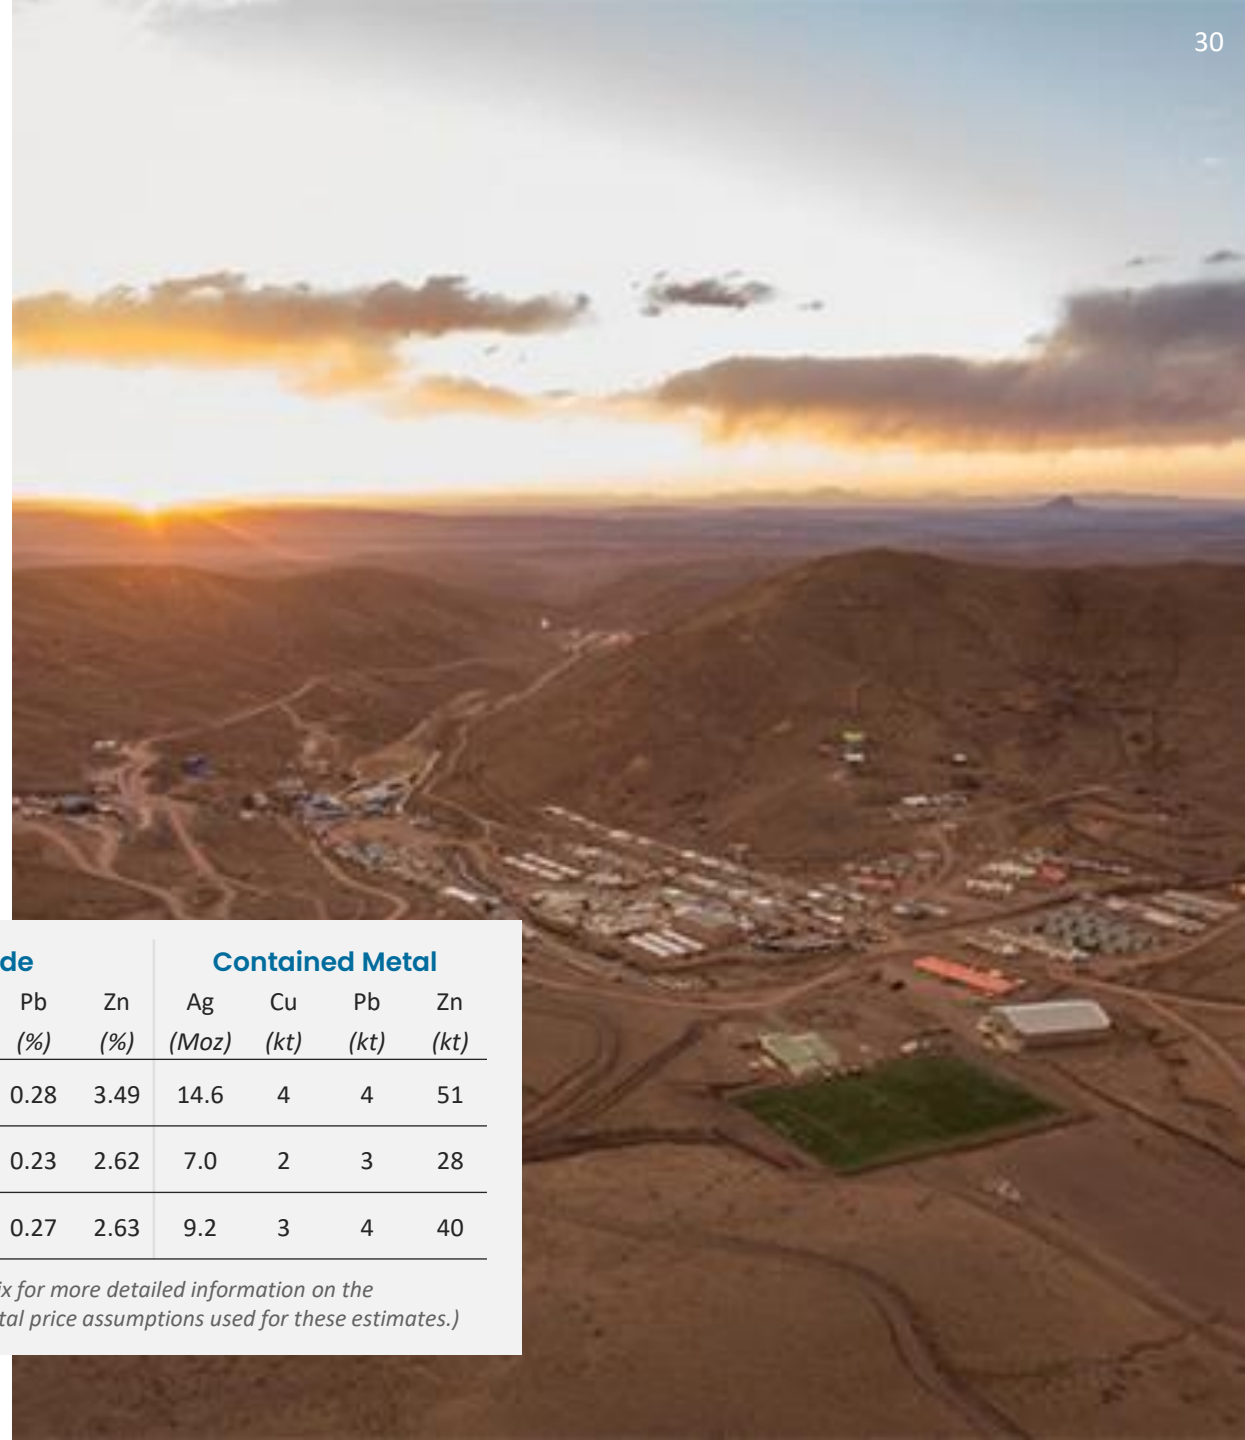 30
de Contained Metal
Pb Zn Ag Cu Pb Zn
(%) (%) (Moz) (kt) (kt) (kt)
0.28 3.49 14.6 4 4 51
0.23 2.62 7.0 2 3 28
0.27 2.63 9.2 3 4 40
ix for more detailed information on the
tal price assumptions used for these estimates.)